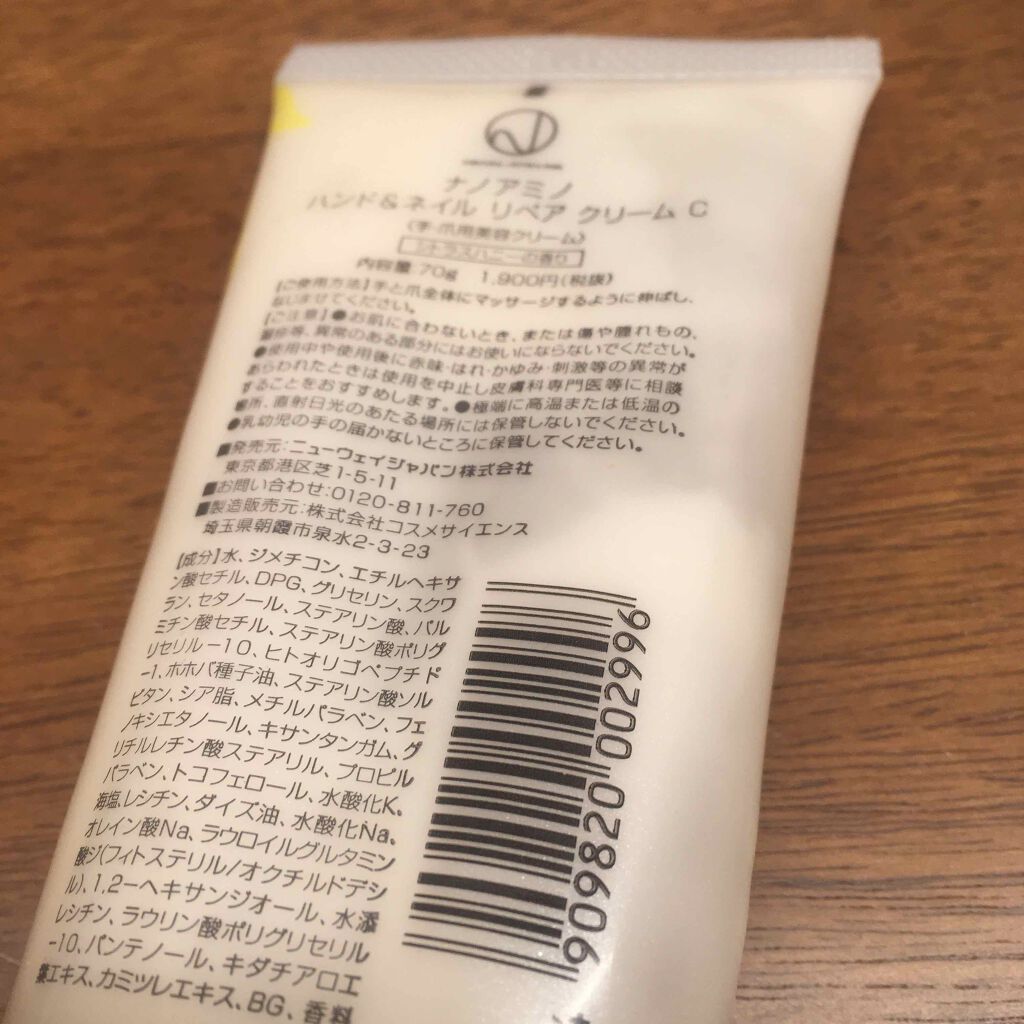 ナノアミノ
ハンド&ネイル リペア クリーム C
(手・爪用美容クリーム)
シトラスハニーの香り
内容量:70g 1,900円(税抜)
【ご使用方法】手と爪全体にマッサージするように伸ばし、
なじませてください。
【ご注意】●お肌に合わないとき、または傷や腫れもの、
湿疹等、異常のある部分にはお使いにならないでください。
●使用中や使用後に赤味・はれ・かゆみ・刺激等の異常が
あらわれたときは使用を中止し皮膚科専門医等に相談
することをおすすめします。●極端に高温または低温の
場所、直射日光のあたる場所には保管しないでください。
●乳幼児の手の届かないところに保管してください。
■発売元:ニューウェイジャパン株式会社
東京都港区芝1-5-11
■お問い合わせ:0120-811-760
■製造販売元:株式会社コスメサイエンス
埼玉県朝霞市泉水2-3-23
【成分】水、ジメチコン、エチルヘキサ
ン酸セチル、DPG、グリセリン、スクワ
ラン、セタノール、ステアリン酸、パル
ミチン酸セチル、ステアリン酸ポリグ
リセリル-10、ヒトオリゴペプチド
-1、ホホバ種子油、ステアリン酸ソル
ビタン、シア脂、メチルパラベン、フェ
ノキシエタノール、キサンタンガム、グ
リチルレチン酸ステアリル、プロピル
パラベン、トコフェロール、水酸化K、
海塩、レシチン、ダイズ油、水酸化Na、
オレイン酸Na、ラウロイルグルタミン
酸ジ(フィトステリル/オクチルドデシ
ル)、1,2-ヘキサンジオール、水添
レシチン、ラウリン酸ポリグリセリル
-10、パンテノール、キダチアロエ
葉エキス、カミツレエキス、BG、香料
9 098200 02996